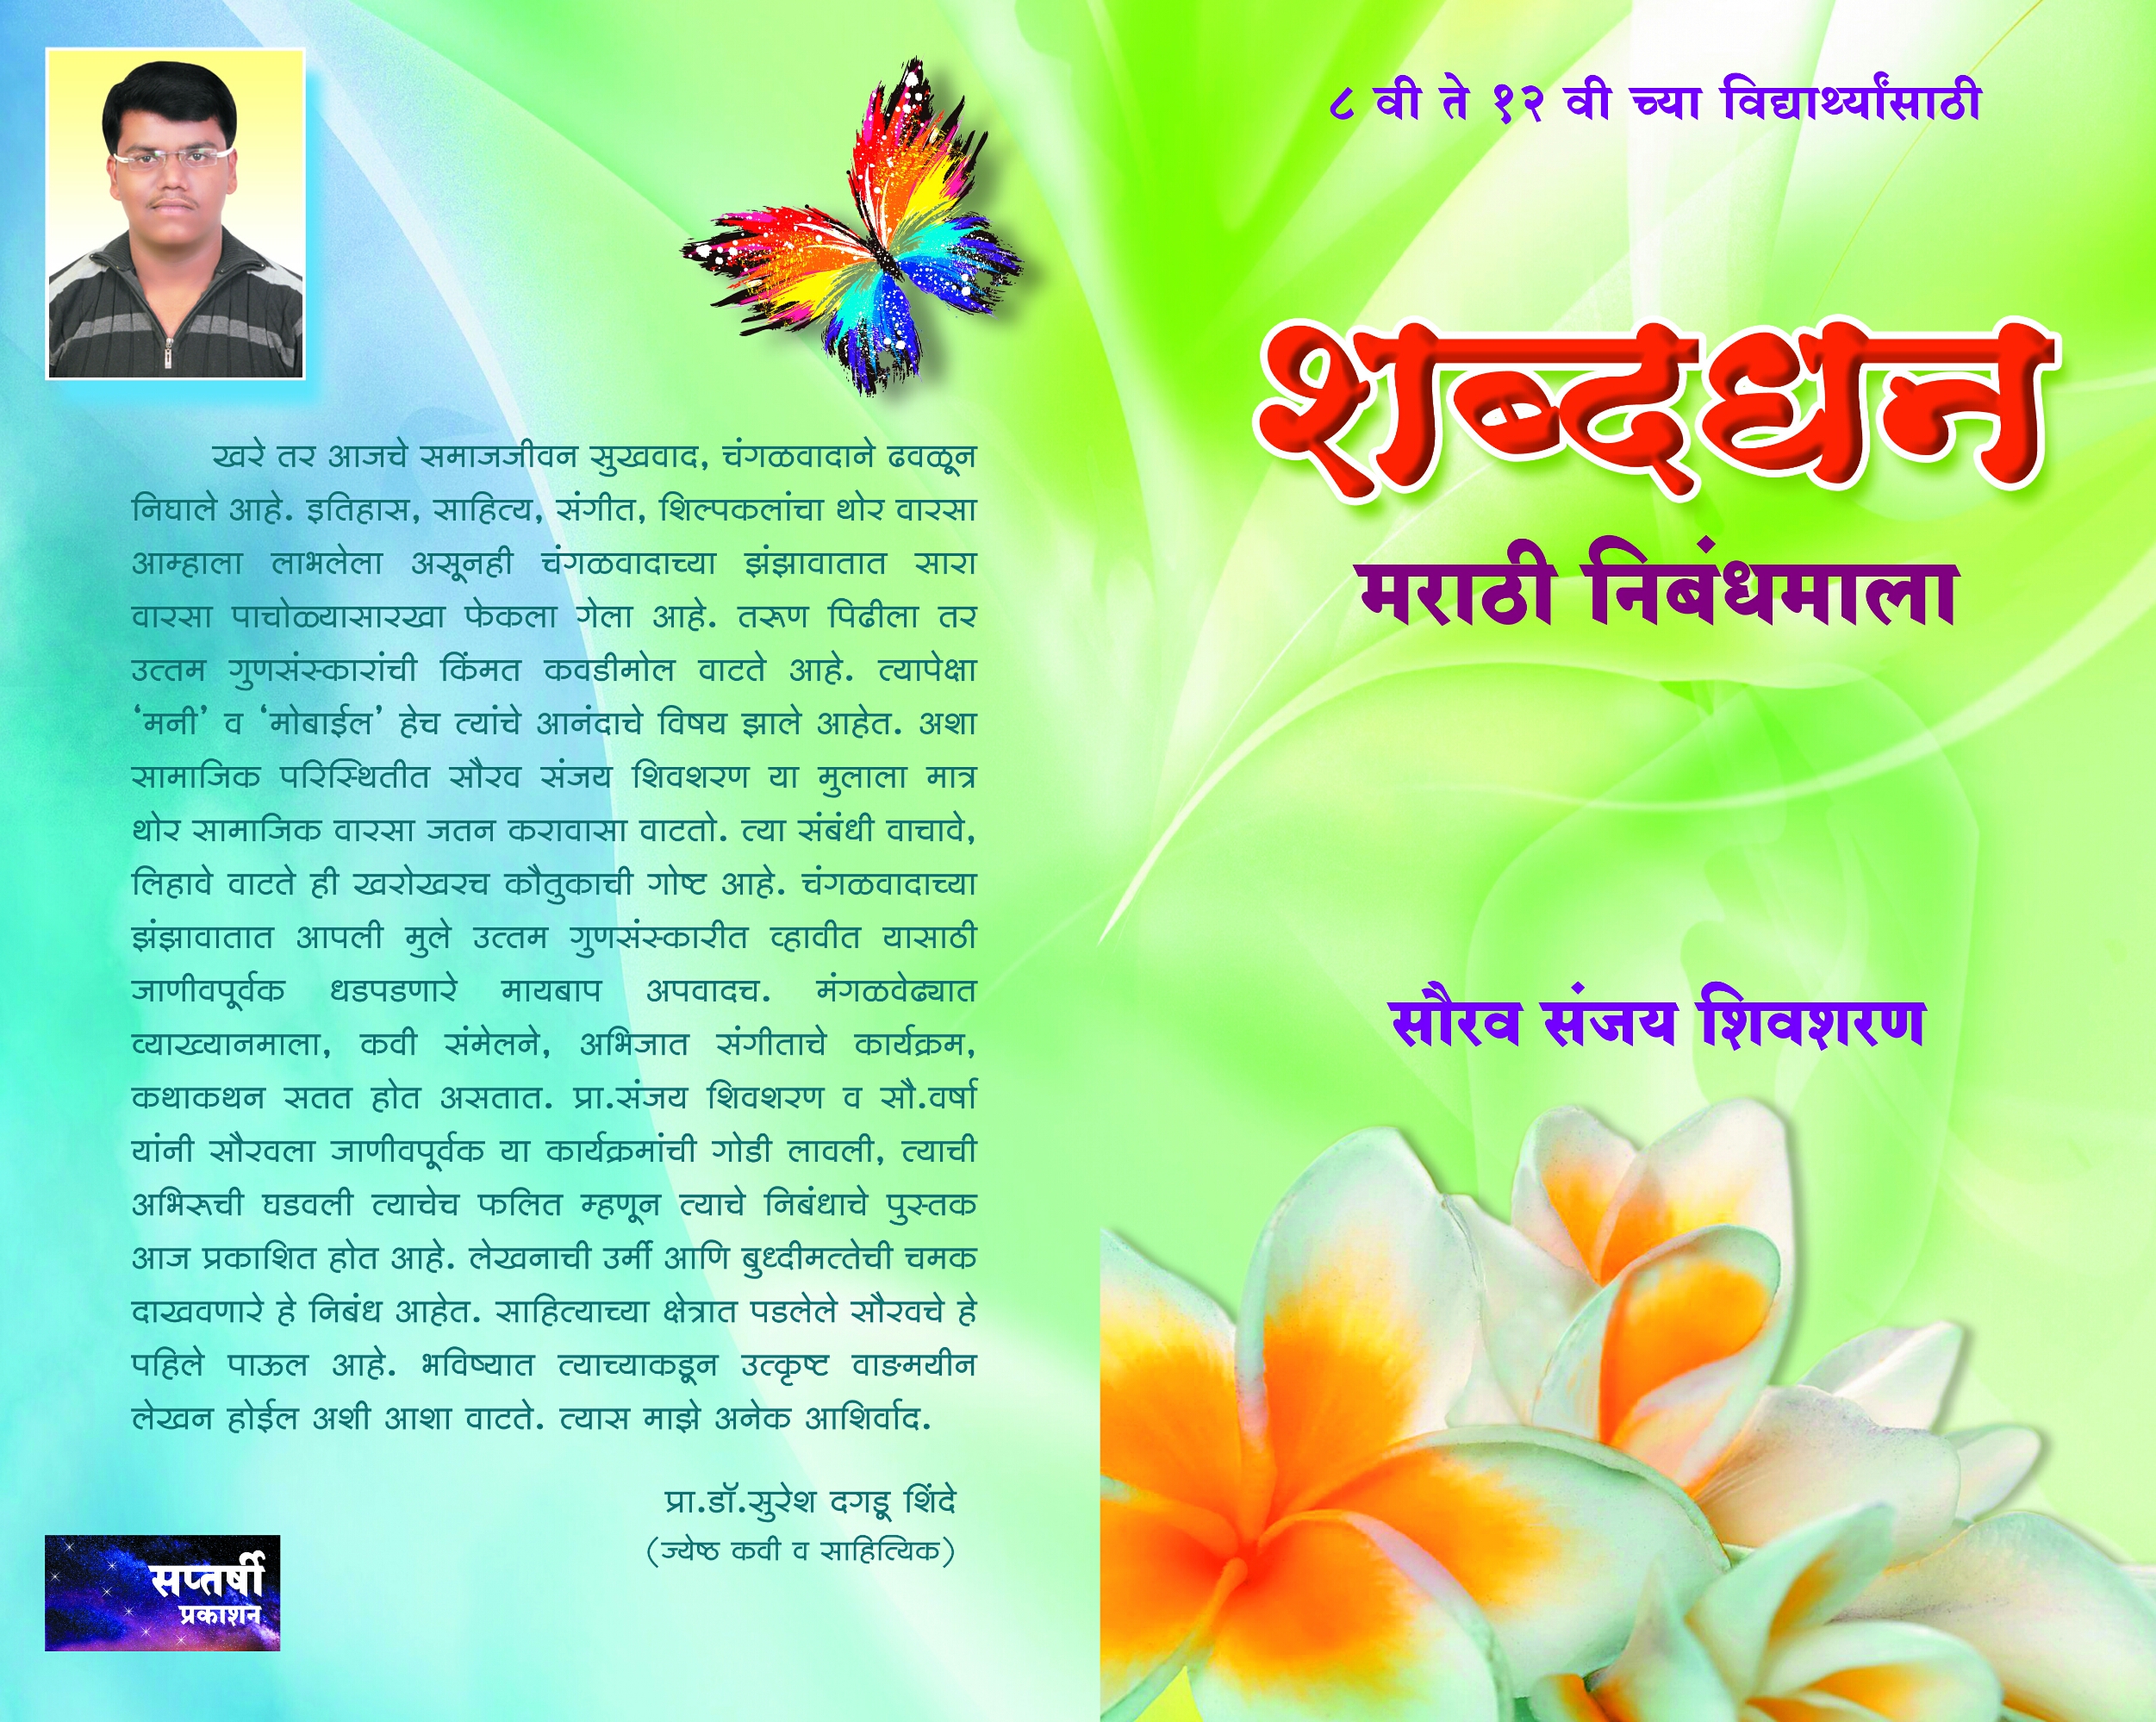 खरे तर आजचे समाजजीवन सुखवाद, चंगळवादाने ढवळून
निघाले आहे. इतिहास, साहित्य, संगीत, शिल्पकलांचा थोर वारसा
आम्हाला लाभलेला असूनही चंगळवादाच्या झंझावातात सारा
वारसा पाचोळ्यासारखा फेकला गेला आहे. तरूण पिढीला तर
उत्तम गुणसंस्कारांची किंमत कवडीमोल वाटते आहे. त्यापेक्षा
‘मनी’ व ‘मोबाईल’ हेच त्यांचे आनंदाचे विषय झाले आहेत. अशा
सामाजिक परिस्थितीत सौरव संजय शिवशरण या मुलाला मात्र
थोर सामाजिक वारसा जतन करावासा वाटतो. त्या संबंधी वाचावे,
लिहावे वाटते ही खरोखरच कौतुकाची गोष्ट आहे. चंगळवादाच्या
झंझावातात आपली मुले उत्तम गुणसंस्कारीत व्हावीत यासाठी
जाणीवपूर्वक धडपडणारे मायबाप अपवादच. मंगळवेढ्यात
व्याख्यानमाला, कवी संमेलने, अभिजात संगीताचे कार्यक्रम,
कथाकथन सतत होत असतात. प्रा.संजय शिवशरण व सौ.वर्षा
यांनी सौरवला जाणीवपूर्वक या कार्यक्रमांची गोडी लावली, त्याची
अभिरूची घडवली त्याचेच फलित म्हणून त्याचे निबंधाचे पुस्तक
आज प्रकाशित होत आहे. लेखनाची उर्मी आणि बुध्दीमत्तेची चमक
दाखवणारे हे निबंध आहेत. साहित्याच्या क्षेत्रात पडलेले सौरवचे हे
पहिले पाऊल आहे. भविष्यात त्याच्याकडून उत्कृष्ट वाङमयीन
लेखन होईल अशी आशा वाटते. त्यास माझे अनेक आशिर्वाद.
प्रा.डॉ.सुरेश दगडू शिंदे
(ज्येष्ठ कवी व साहित्यिक)
सप्तर्षी
प्रकाशन
८ वी ते १२ वी च्या विद्यार्थ्यांसाठी
शब्दधन
मराठी निबंधमाला
सौरव संजय शिवशरण